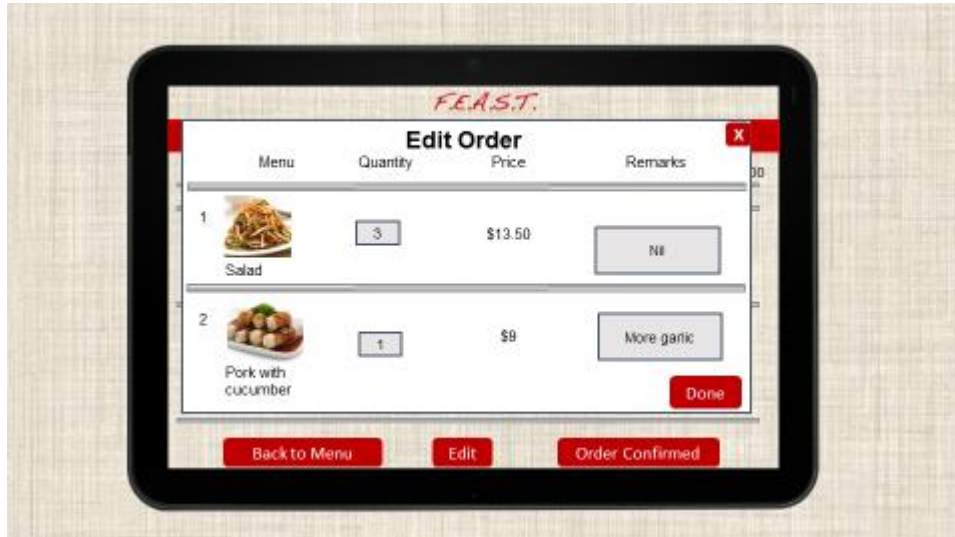 F.E.A.S.T.
Edit Order
X
Menu Quantity Price Remarks
00
1 3 $13.50 Nil
Salad
2 1 $9 More garlic
Pork with
cucumber
Done
Back to Menu Edit Order Confirmed